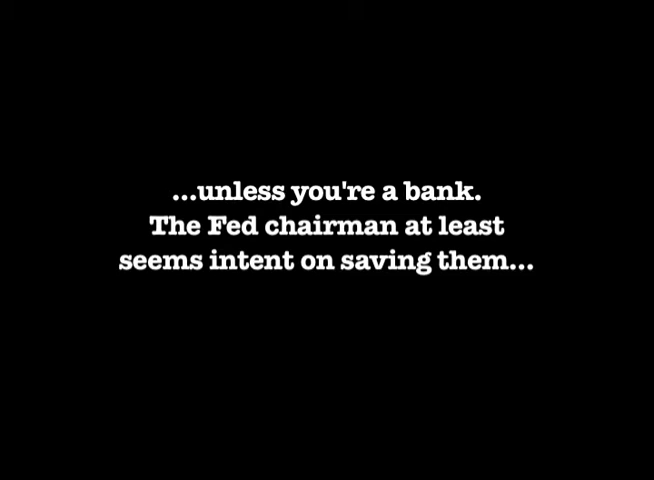 ...unless you're a bank.
The Fed chairman at least
seems intent on saving them...